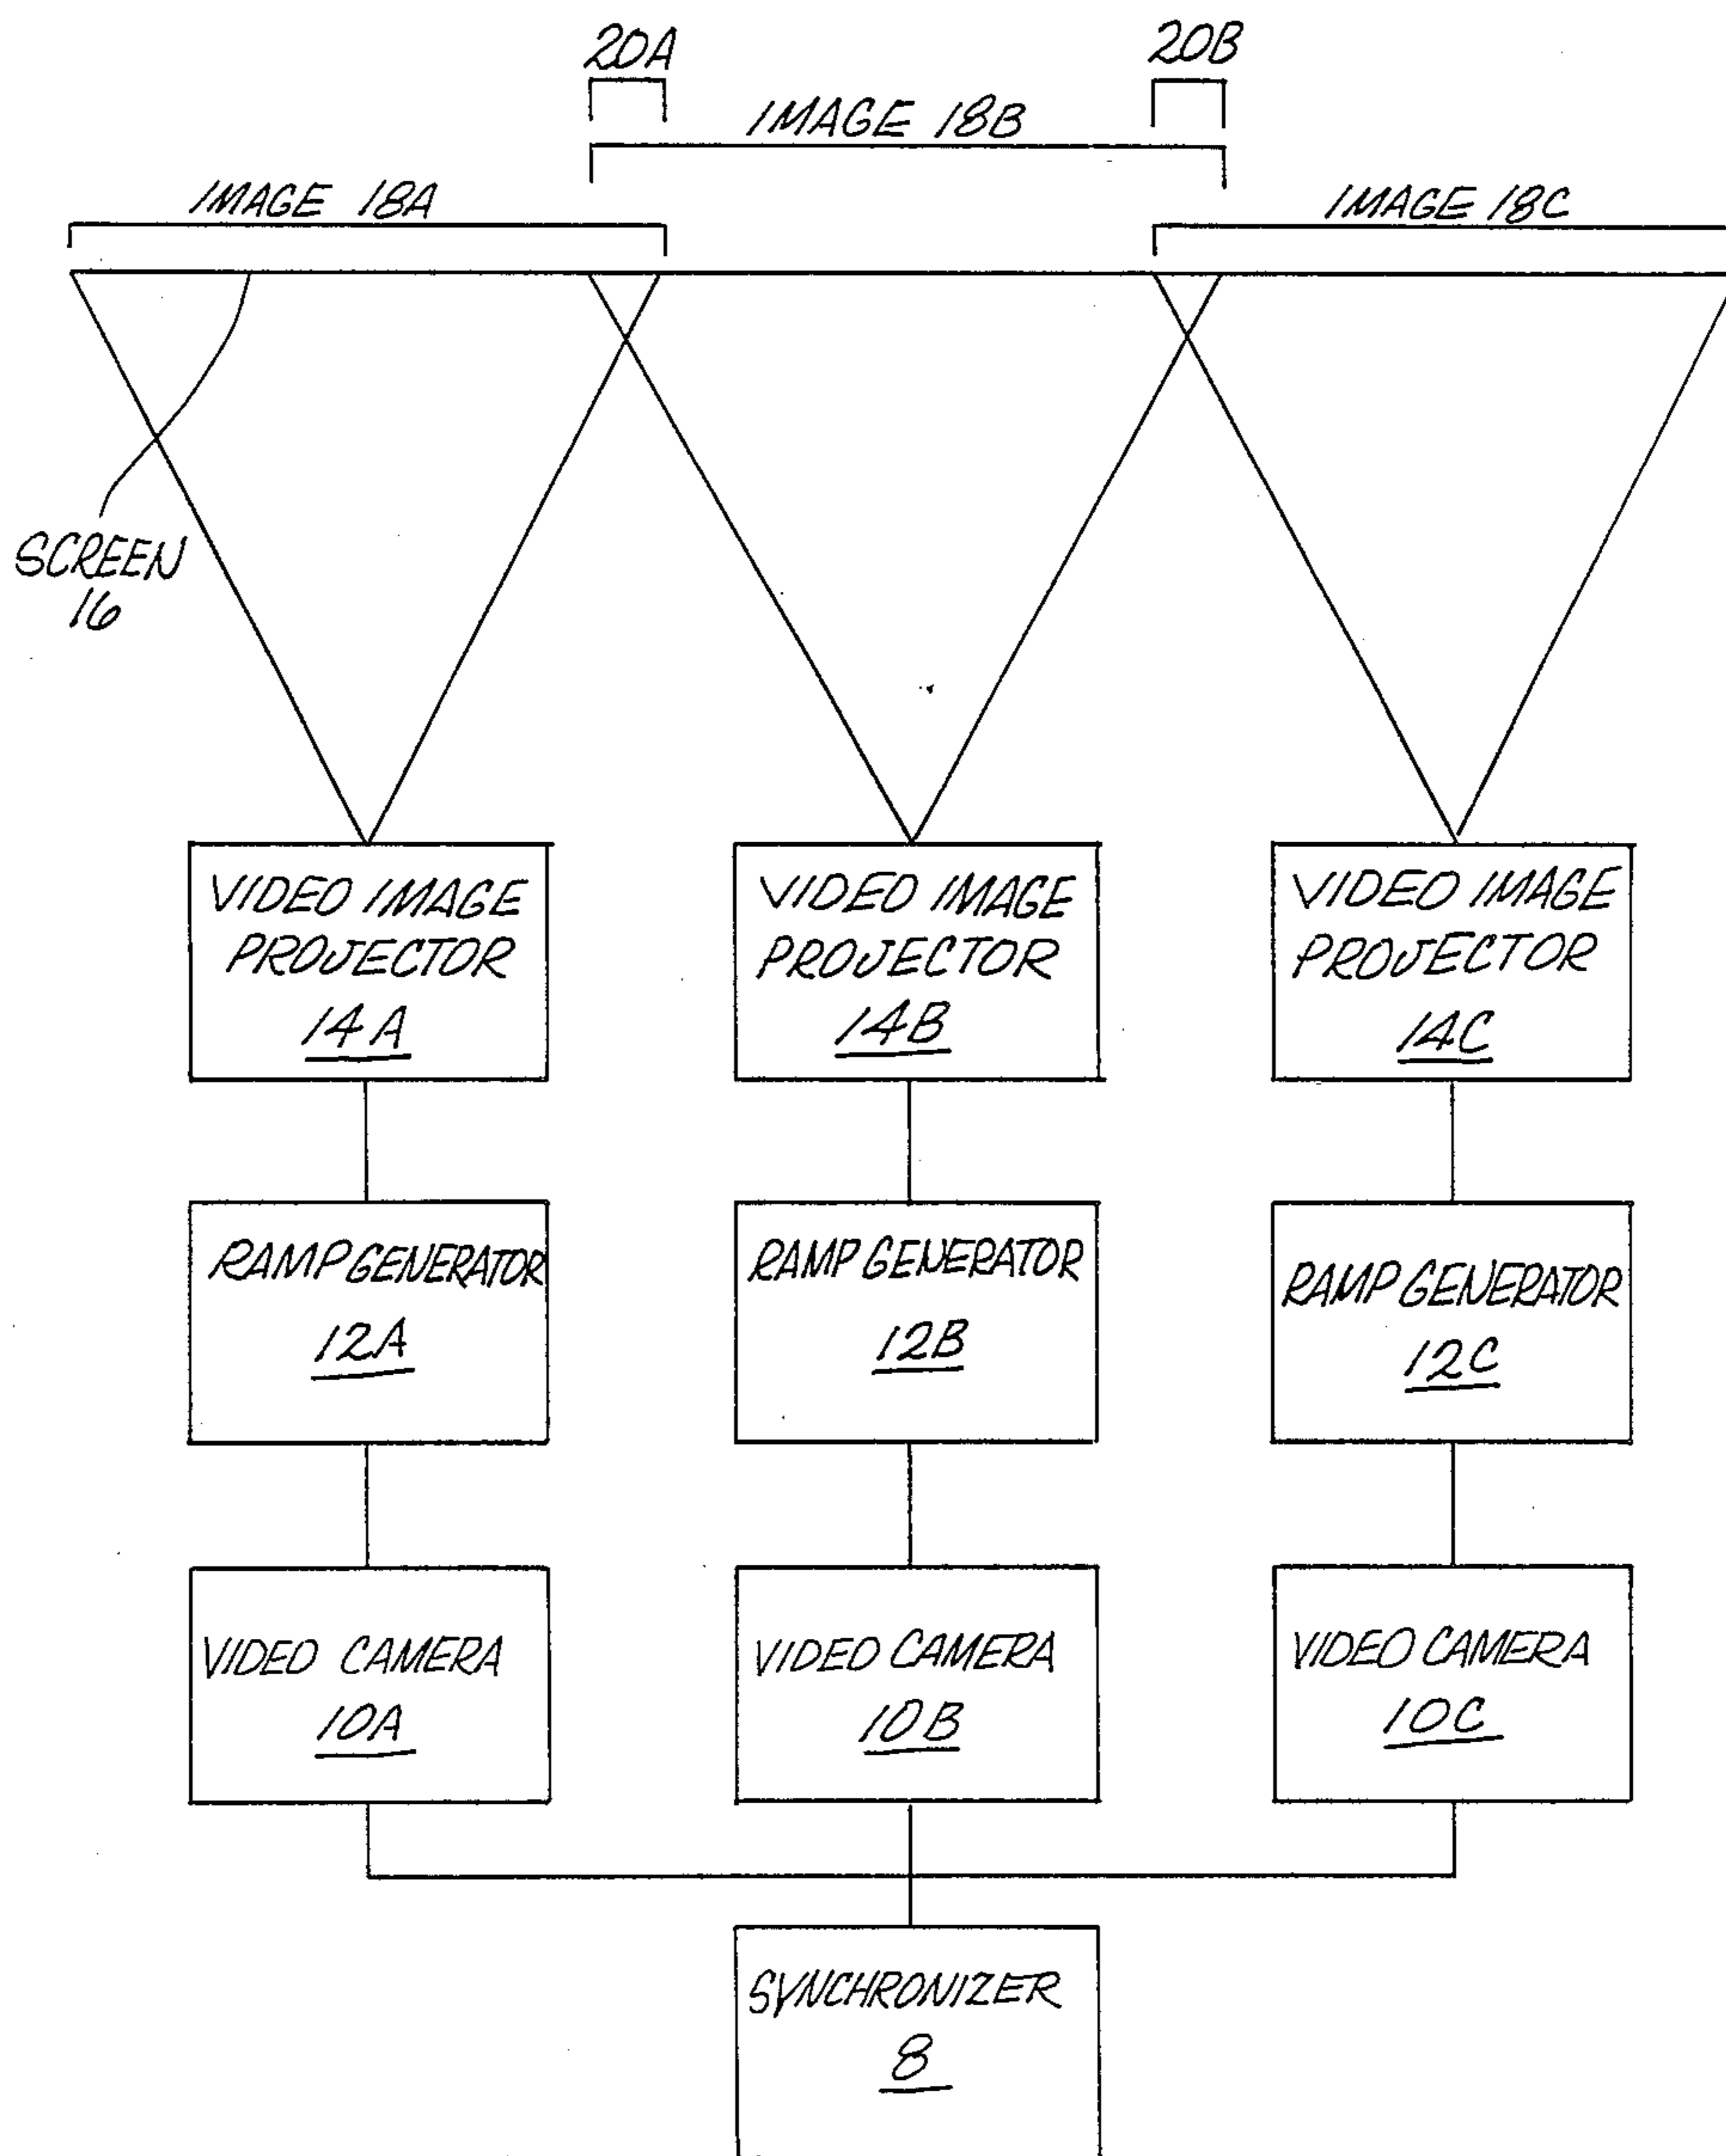 20A
20B
IMAGE 18B
IMAGE 18A
IMAGE 18C
SCREEN
16
VIDEO IMAGE
PROJECTOR
14A
VIDEO IMAGE
PROJECTOR
14B
VIDEO IMAGE
PROJECTOR
14C
RAMP GENERATOR
12A
RAMP GENERATOR
12B
RAMP GENERATOR
12C
VIDEO CAMERA
10A
VIDEO CAMERA
10B
VIDEO CAMERA
10C
SYNCHRONIZER
8